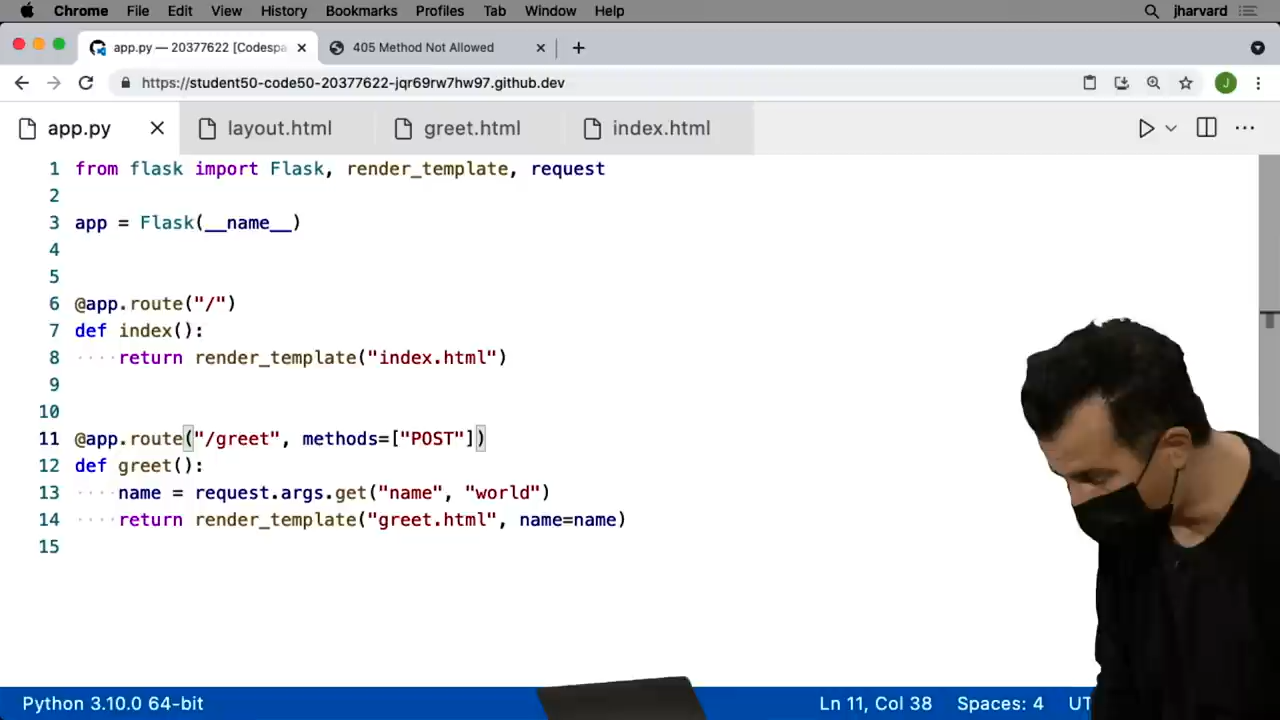 Chrome File Edit View History Bookmarks Profiles Tab Window Help jharvard
app.py — 20377622 [Codespa 405 Method Not Allowed
https://student50-code50-20377622-jqr69rw7hw97.github.dev J
app.py layout.html greet.html index.html
1 from flask import Flask, render_template, request
2
3 app = Flask(__name__)
4
5
6 @app.route("/")
7 def index():
8 ····return render_template("index.html")
9
10
11 @app.route("/greet", methods=["POST"])
12 def greet():
13 ····name = request.args.get("name", "world")
14 ····return render_template("greet.html", name=name)
15
Python 3.10.0 64-bit Ln 11, Col 38 Spaces: 4 UT